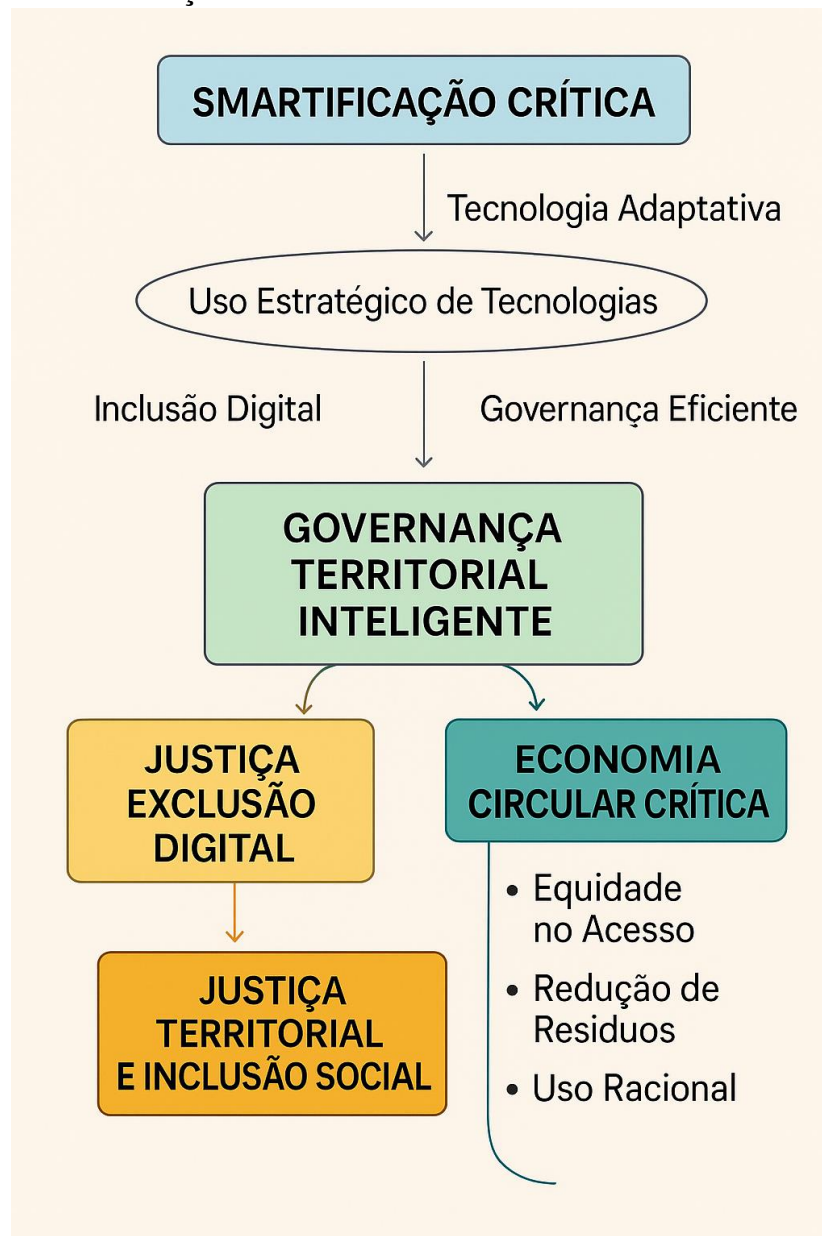 SMARTIFICAÇÃO CRÍTICA
Tecnologia Adaptativa
Uso Estratégico de Tecnologias
Inclusão Digital
Governança Eficiente
GOVERNANÇA
TERRITORIAL
INTELIGENTE
JUSTIÇA
EXCLUSÃO
DIGITAL
ECONOMIA
CIRCULAR CRÍTICA
• Equidade
no Acesso
• Redução de
Residuos
• Uso Racional
JUSTIÇA
TERRITORIAL
E INCLUSÃO SOCIAL